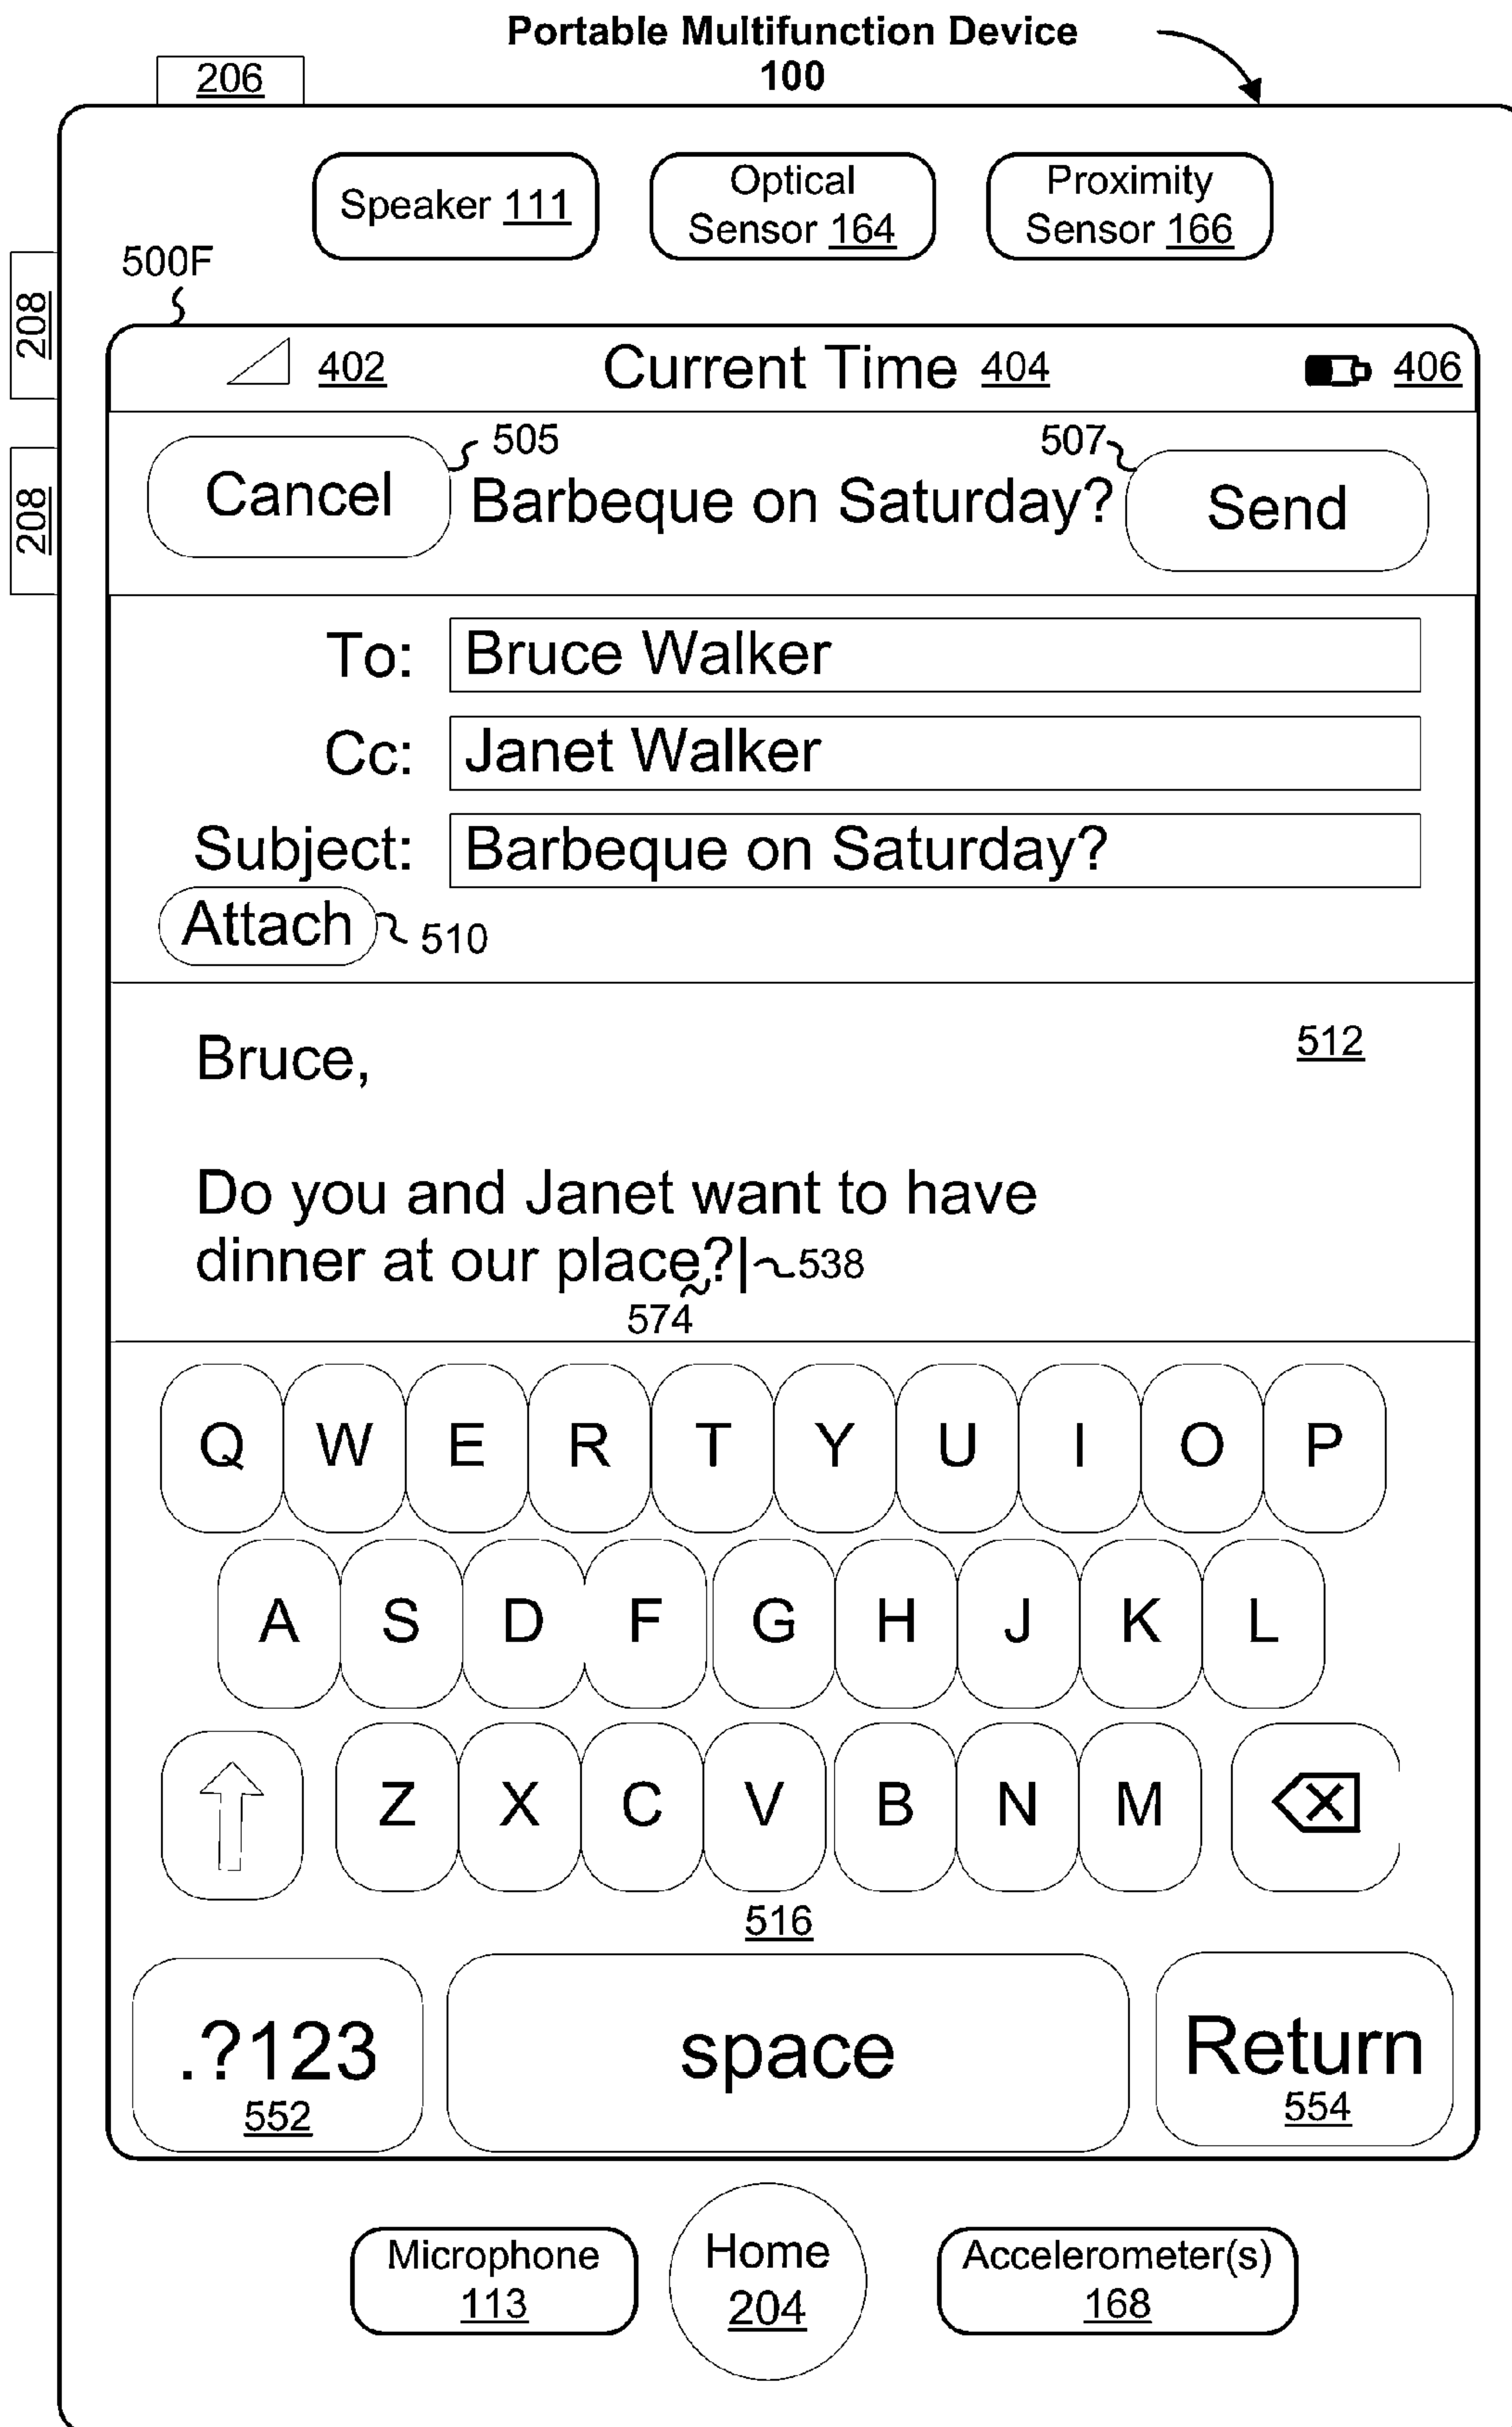 Portable Multifunction Device
100
206
Speaker 111
Optical
Sensor 164
Proximity
Sensor 166
500F
208
208
402
Current Time 404
406
Cancel
505
Barbeque on Saturday?
507
Send
To:
Bruce Walker
Cc:
Janet Walker
Subject:
Barbeque on Saturday?
Attach
510
512
Bruce,
Do you and Janet want to have
dinner at our place?|
538
574
Q W E R T Y U I O P
A S D F G H J K L
Z X C V B N M
516
.?123
552
space
Return
554
Microphone
113
Home
204
Accelerometer(s)
168